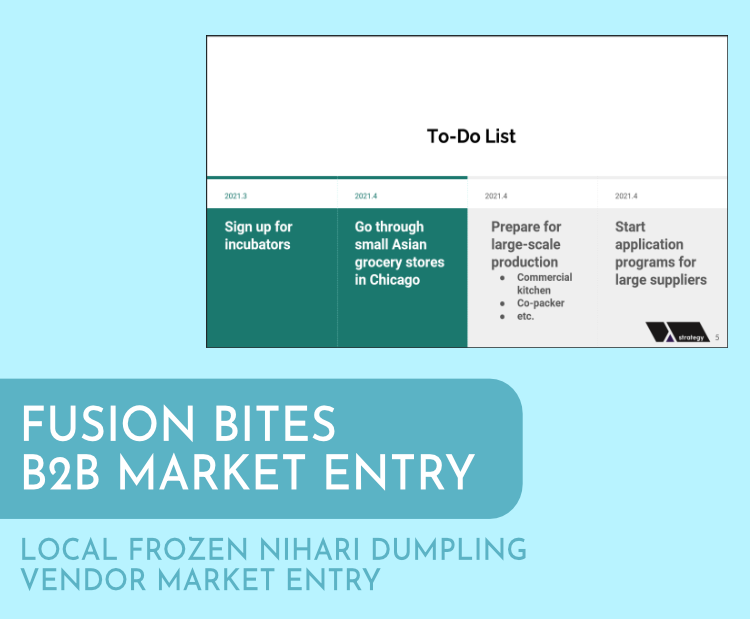 To-Do List
2021.3
2021.4
2021.4
2021.4
Sign up for
incubators
Go through
small Asian
grocery stores
in Chicago
Prepare for
large-scale
production
● Commercial
kitchen
● Co-packer
● etc.
Start
application
programs for
large suppliers
strategy
5
FUSION BITES
B2B MARKET ENTRY
LOCAL FROZEN NIHARI DUMPLING
VENDOR MARKET ENTRY